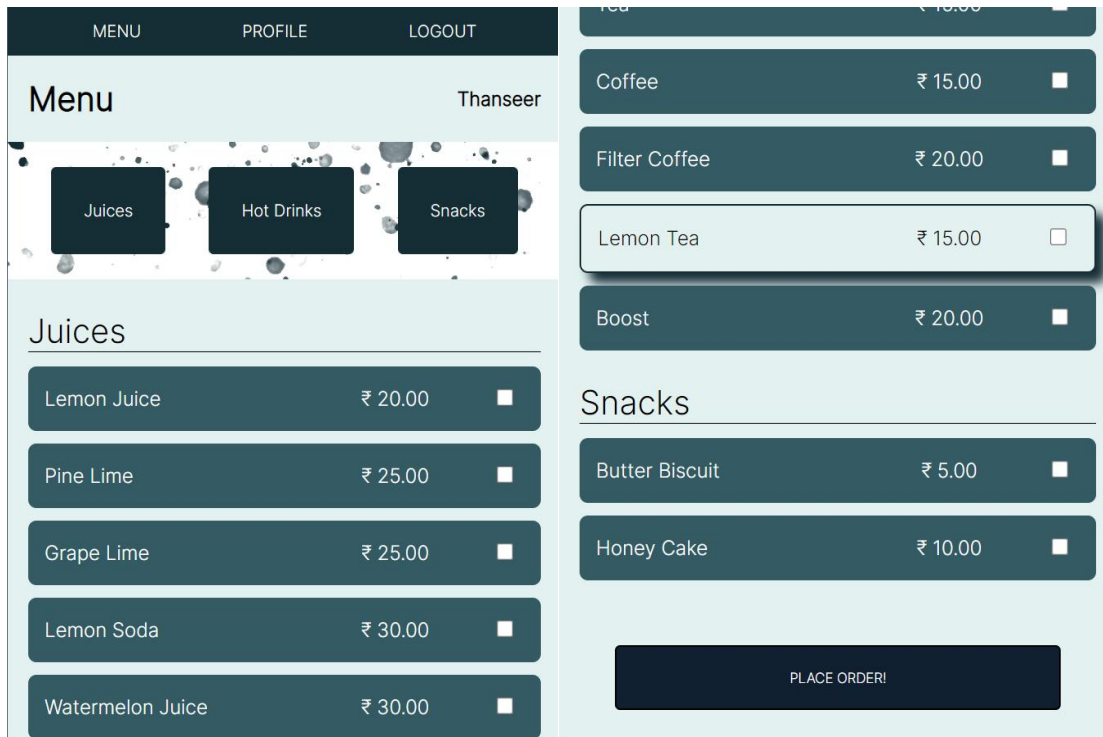 MENU PROFILE LOGOUT
Menu Thanseer
Juices Hot Drinks Snacks
Juices
Lemon Juice ₹ 20.00
Pine Lime ₹ 25.00
Grape Lime ₹ 25.00
Lemon Soda ₹ 30.00
Watermelon Juice ₹ 30.00
Coffee ₹ 15.00
Filter Coffee ₹ 20.00
Lemon Tea ₹ 15.00
Boost ₹ 20.00
Snacks
Butter Biscuit ₹ 5.00
Honey Cake ₹ 10.00
PLACE ORDER!